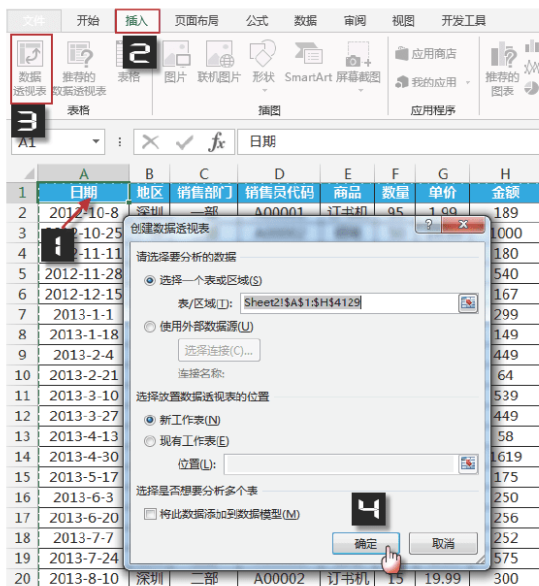 文件 开始 插入 页面布局 公式 数据 审阅 视图 开发工具
数据透视表 推荐的数据透视表 表格 图片 联机图片 形状 SmartArt 屏幕截图 应用商店 我的应用 推荐的图表
表格 插图 应用程序
2
3
A1 fx 日期
A B C D E F G H
1 日期 地区 销售部门 销售员代码 商品 数量 单价 金额
2 2012-10-8 深圳 一部 A00001 订书机 95 1.99 189
3 -10-25 1000
4 -11-11 180
5 2012-11-28 540
6 2012-12-15 167
7 2013-1-1 299
8 2013-1-18 149
9 2013-2-4 449
10 2013-2-21 64
11 2013-3-10 539
12 2013-3-27 449
13 2013-4-13 58
14 2013-4-30 1619
15 2013-5-17 175
16 2013-6-3 250
17 2013-6-20 256
18 2013-7-7 252
19 2013-7-24 575
20 2013-8-10 深圳 二部 A00002 订书机 15 19.99 300
1
创建数据透视表 ?
请选择要分析的数据
选择一个表或区域(S)
表/区域(T): Sheet2!$A$1:$H$4129
使用外部数据源(U)
选择连接(C)...
连接名称:
选择放置数据透视表的位置
新工作表(N)
现有工作表(E)
位置(L):
选择是否想要分析多个表
将此数据添加到数据模型(M)
4
确定 取消